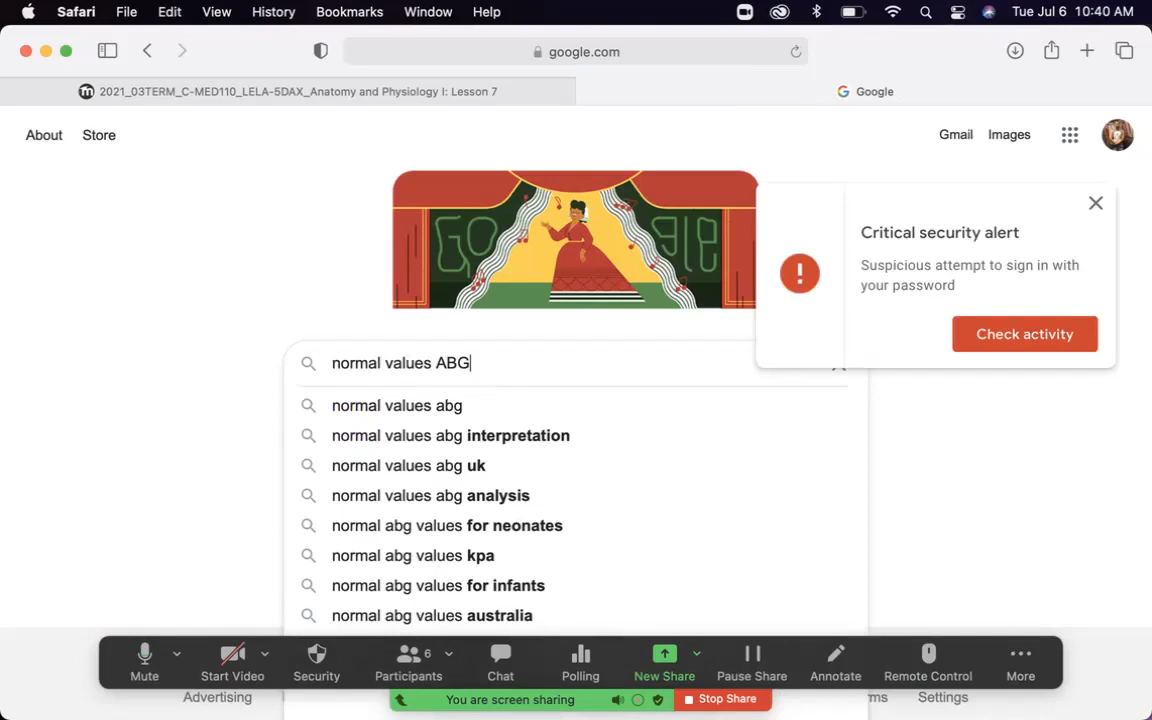 Safari File Edit View History Bookmarks Window Help Tue Jul 6 10:40 AM
google.com
2021_03TERM_C-MED110_LELA-5DAX_Anatomy and Physiology I: Lesson 7
Google
About Store
Gmail Images
Critical security alert
Suspicious attempt to sign in with
your password
Check activity
normal values ABG
normal values abg
normal values abg interpretation
normal values abg uk
normal values abg analysis
normal abg values for neonates
normal abg values kpa
normal abg values for infants
normal abg values australia
6
Mute Start Video Security Participants Chat Polling New Share Pause Share Annotate Remote Control More
Advertising
You are screen sharing Stop Share
Settings